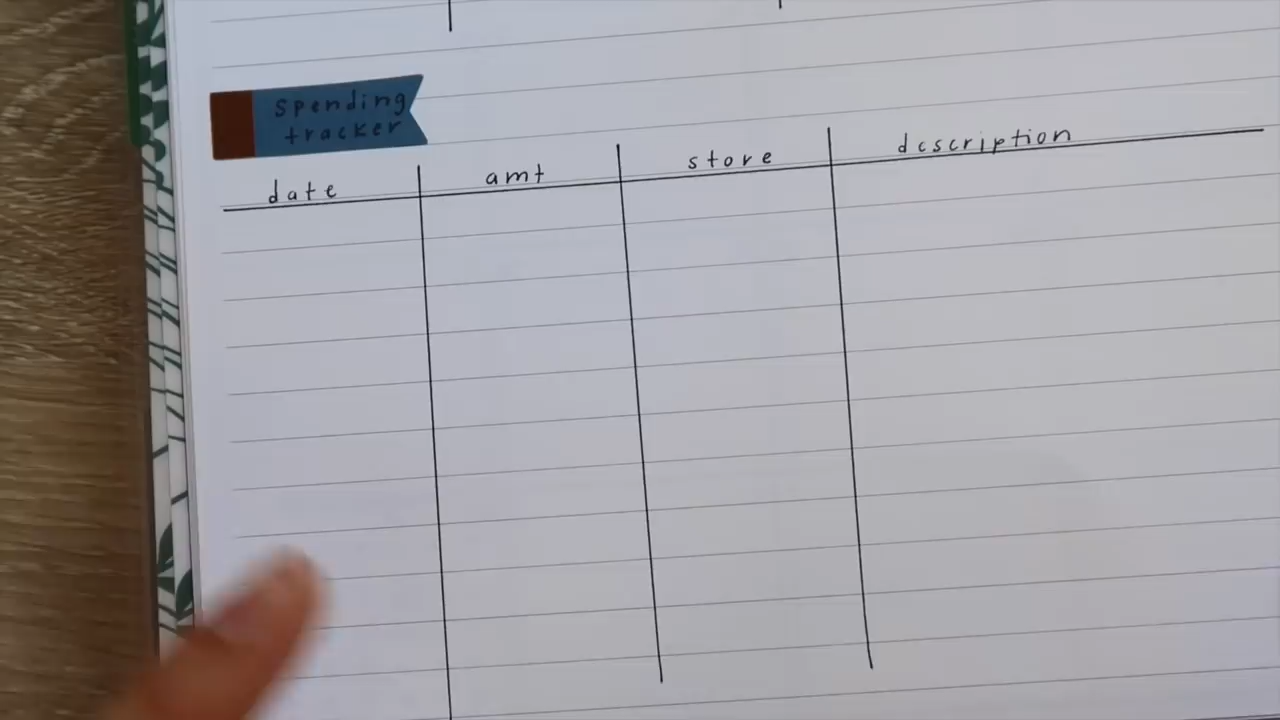 spending
tracker
date amt store description